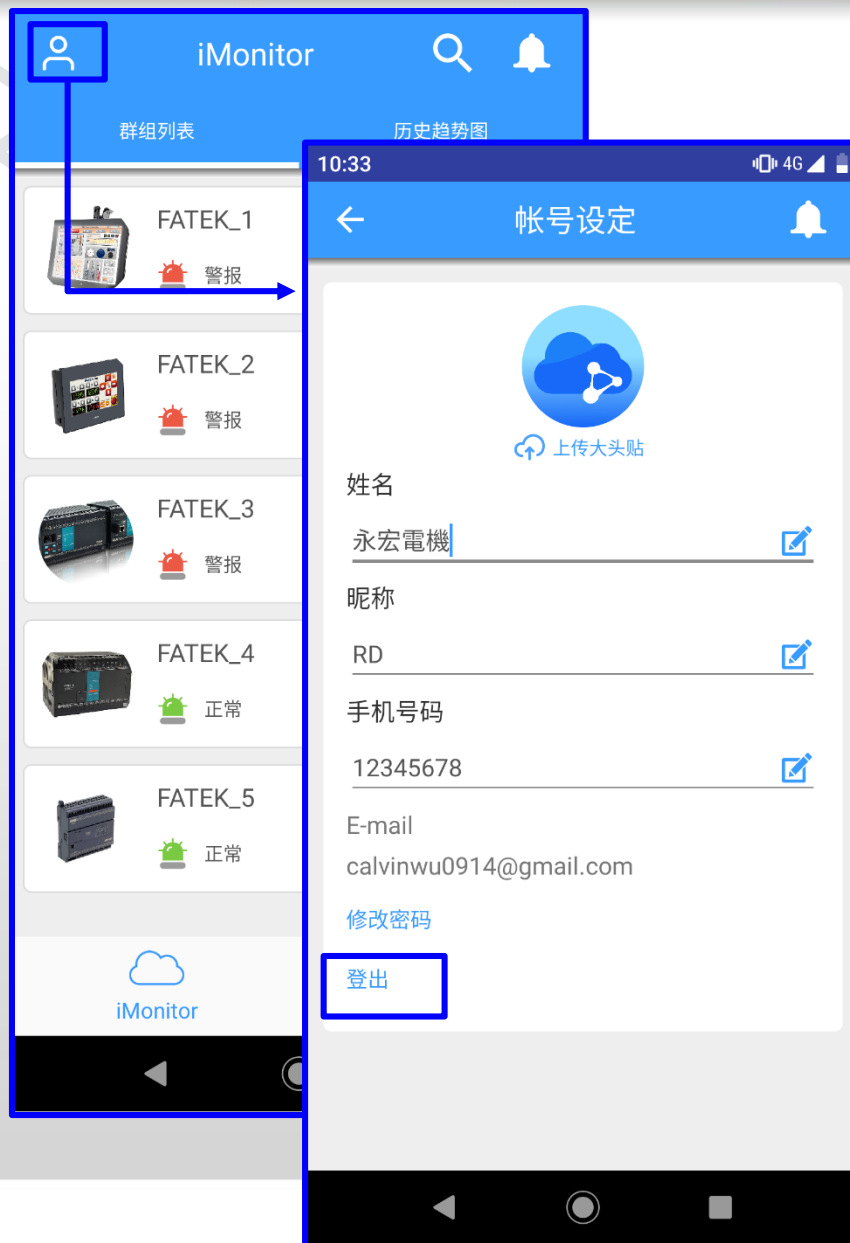 iMonitor
群组列表
历史趋势图
FATEK_1
警报
FATEK_2
警报
FATEK_3
警报
FATEK_4
正常
FATEK_5
正常
iMonitor
10:33
4G
帐号设定
上传大头贴
姓名
永宏電機
昵称
RD
手机号码
12345678
E-mail
calvinwu0914@gmail.com
修改密码
登出